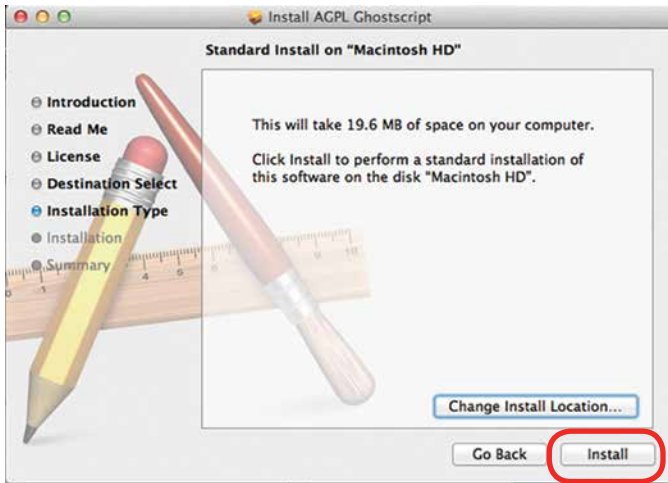 Install AGPL Ghostscript
Standard Install on "Macintosh HD"
Introduction
Read Me
License
Destination Select
Installation Type
Installation
Summary
This will take 19.6 MB of space on your computer.
Click Install to perform a standard installation of
this software on the disk "Macintosh HD".
Change Install Location...
Go Back
Install